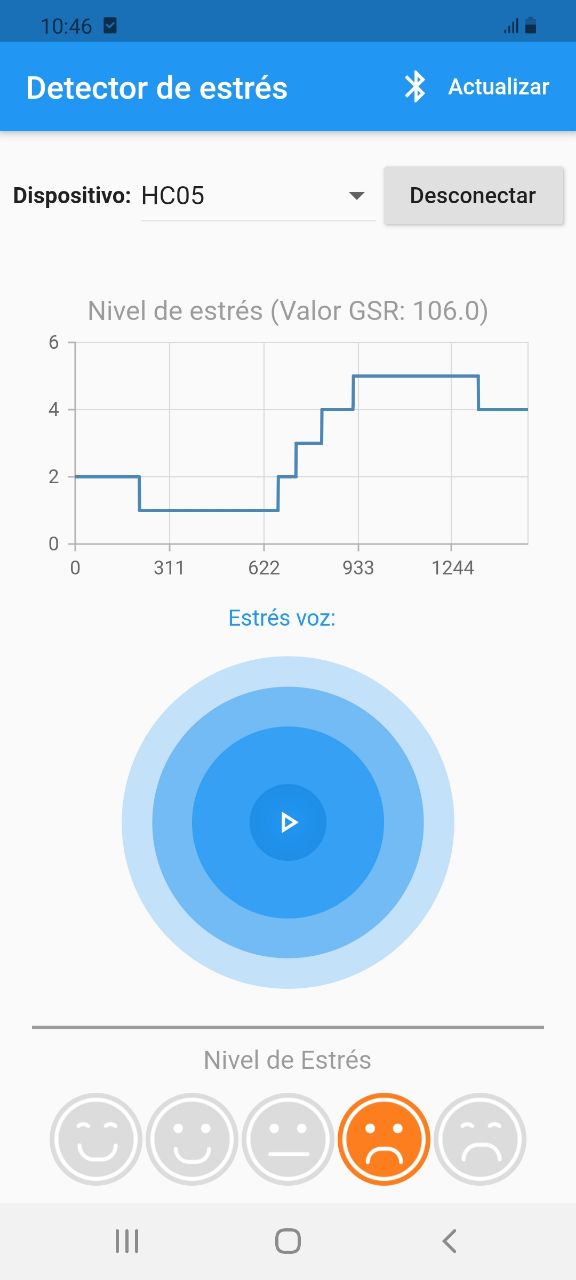 10:46
Detector de estrés
Actualizar
Dispositivo: HC05
Desconectar
Nivel de estrés (Valor GSR: 106.0)
6
4
2
0
0 311 622 933 1244
Estrés voz:
Nivel de Estrés